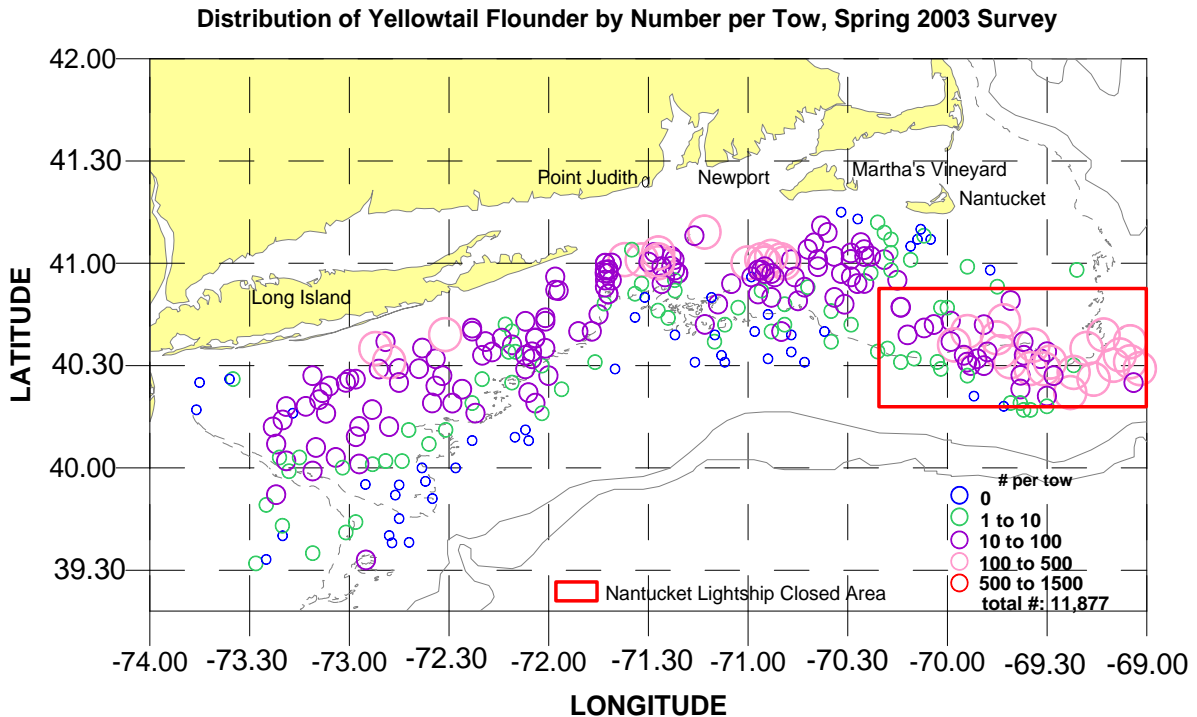 Distribution of Yellowtail Flounder by Number per Tow, Spring 2003 Survey
42.00
41.30
41.00
40.30
40.00
39.30
LATITUDE
Point Judith
Newport
Martha's Vineyard
Nantucket
Long Island
# per tow
0
1 to 10
10 to 100
100 to 500
500 to 1500
total #: 11,877
Nantucket Lightship Closed Area
-74.00 -73.30 -73.00 -72.30 -72.00 -71.30 -71.00 -70.30 -70.00 -69.30 -69.00
LONGITUDE